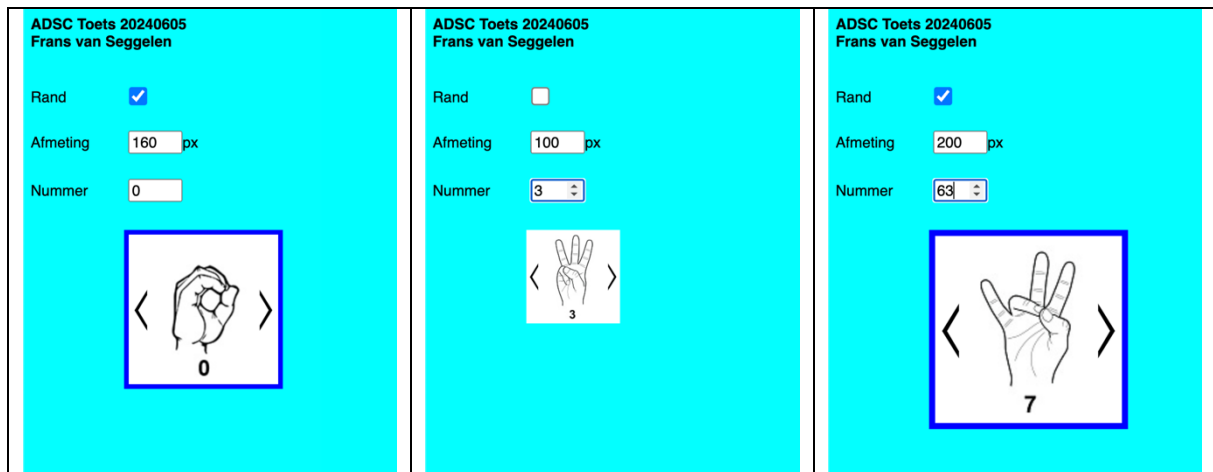 ADSC Toets 20240605
Frans van Seggelen
Rand
Afmeting 160 px
Nummer 0
0
ADSC Toets 20240605
Frans van Seggelen
Rand
Afmeting 100 px
Nummer 3
3
ADSC Toets 20240605
Frans van Seggelen
Rand
Afmeting 200 px
Nummer 63
7